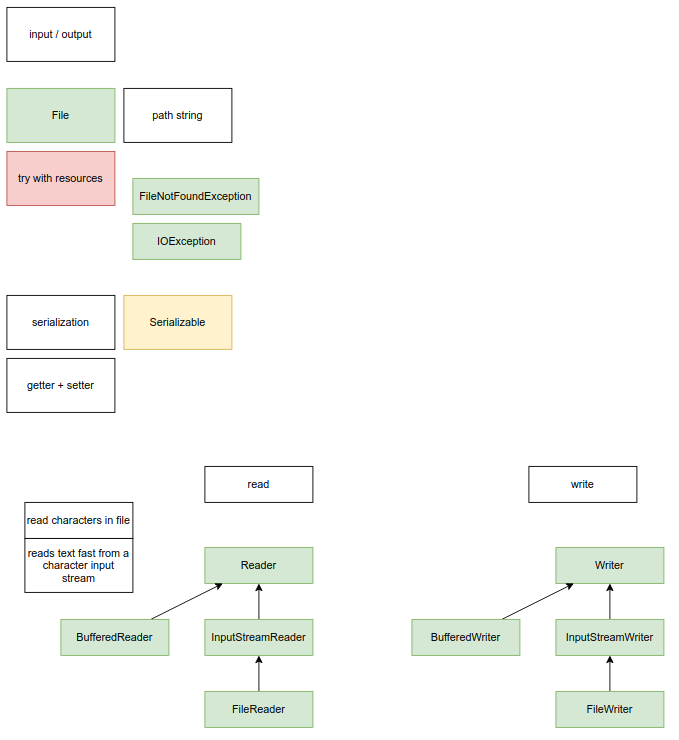 input / output
File
path string
try with resources
FileNotFoundException
IOException
serialization
Serializable
getter + setter
read
write
read characters in file
reads text fast from a
character input
stream
Reader
Writer
BufferedReader
InputStreamReader
BufferedWriter
InputStreamWriter
FileReader
FileWriter